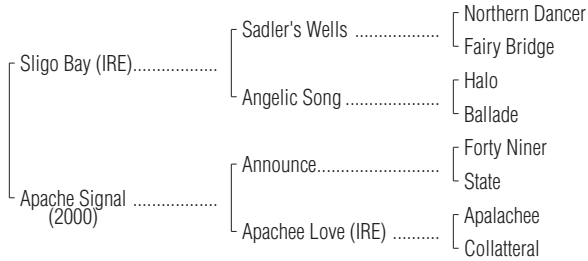 Northern Dancer
Sadler's Wells ....................
Fairy Bridge
Sligo Bay (IRE)....................
Halo
Angelic Song ......................
Ballade
Forty Niner
Announce.............................
State
Apache Signal ....................
(2000)
Apalachee
Apachee Love (IRE) ..........
Collatteral